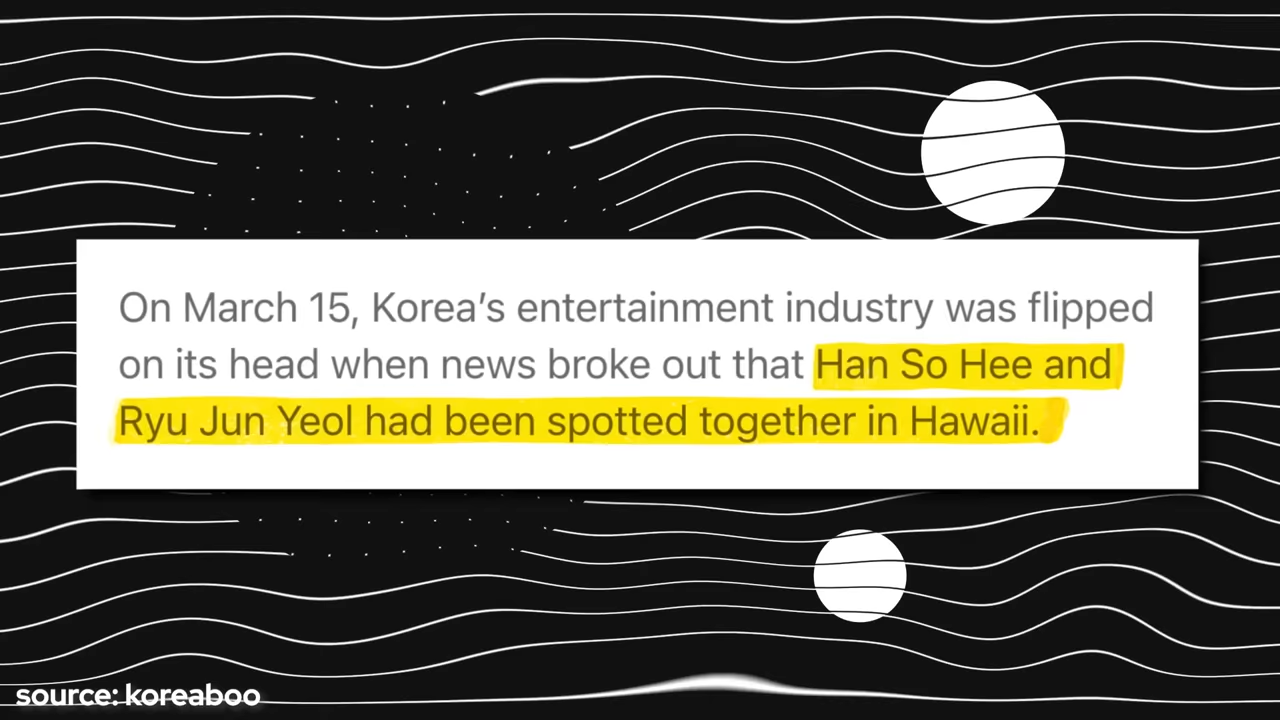 On March 15, Korea’s entertainment industry was flipped
on its head when news broke out that Han So Hee and
Ryu Jun Yeol had been spotted together in Hawaii.
source: koreaboo